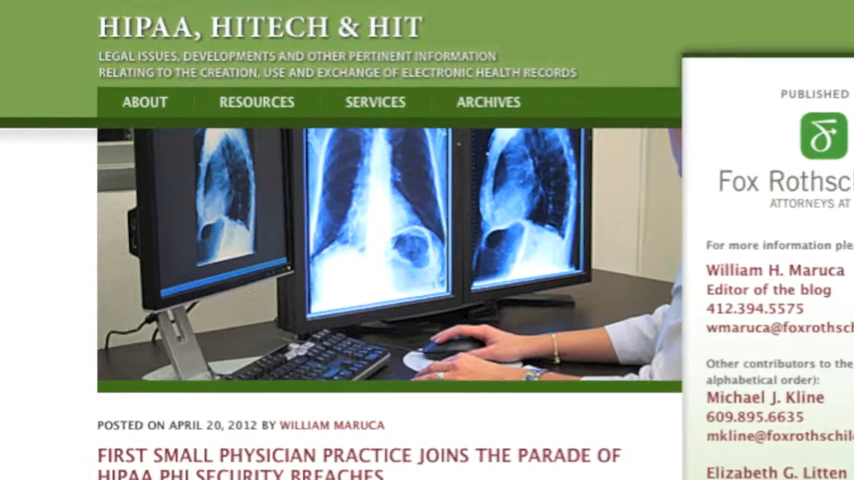 HIPAA, HITECH & HIT
LEGAL ISSUES, DEVELOPMENTS AND OTHER PERTINENT INFORMATION
RELATING TO THE CREATION, USE AND EXCHANGE OF ELECTRONIC HEALTH RECORDS
ABOUT
RESOURCES
SERVICES
ARCHIVES
POSTED ON APRIL 20, 2012 BY WILLIAM MARUCA
FIRST SMALL PHYSICIAN PRACTICE JOINS THE PARADE OF
HIPAA PHI SECURITY BREACHES
PUBLISHED
Fox Rothsc
ATTORNEYS AT
For more information ple
William H. Maruca
Editor of the blog
412.394.5575
wmaruca@foxrothsc
Other contributors to the
alphabetical order):
Michael J. Kline
609.895.6635
mkline@foxrothschil
Elizabeth G. Litten